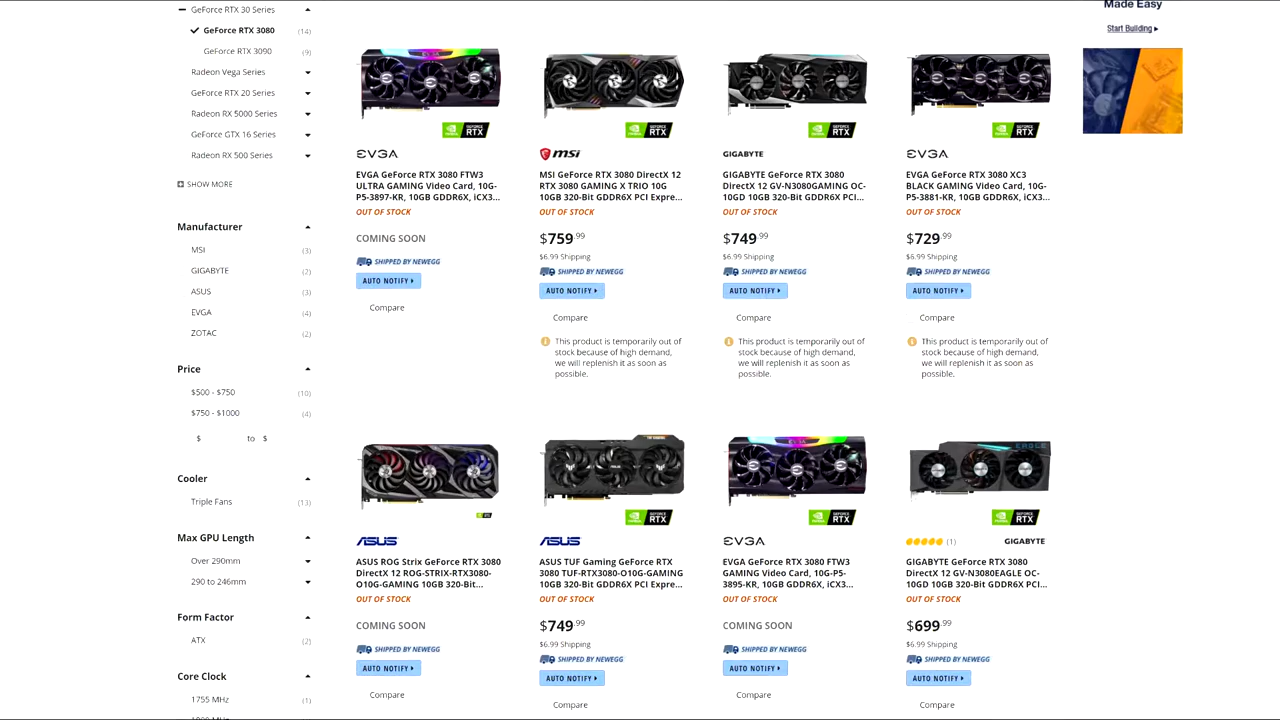 GeForce RTX 30 Series
GeForce RTX 3080 (14)
GeForce RTX 3090 (9)
Radeon Vega Series
GeForce RTX 20 Series
Radeon RX 5000 Series
GeForce GTX 16 Series
Radeon RX 500 Series
SHOW MORE
Manufacturer
MSI (3)
GIGABYTE (2)
ASUS (3)
EVGA (4)
ZOTAC (2)
Price
$500 - $750 (10)
$750 - $1000 (4)
$ to $
Cooler
Triple Fans (13)
Max GPU Length
Over 290mm
290 to 246mm
Form Factor
ATX (2)
Core Clock
1755 MHz (1)
GEFORCE RTX
EVGA
EVGA GeForce RTX 3080 FTW3
ULTRA GAMING Video Card, 10G-
P5-3897-KR, 10GB GDDR6X, iCX3...
OUT OF STOCK
COMING SOON
SHIPPED BY NEWEGG
AUTO NOTIFY
Compare
GEFORCE RTX
msi
MSI GeForce RTX 3080 DirectX 12
RTX 3080 GAMING X TRIO 10G
10GB 320-Bit GDDR6X PCI Expre...
OUT OF STOCK
$759.99
$6.99 Shipping
SHIPPED BY NEWEGG
AUTO NOTIFY
Compare
This product is temporarily out of
stock because of high demand,
we will replenish it as soon as
possible.
GEFORCE RTX
GIGABYTE
GIGABYTE GeForce RTX 3080
DirectX 12 GV-N3080GAMING OC-
10GD 10GB 320-Bit GDDR6X PCI...
OUT OF STOCK
$749.99
$6.99 Shipping
SHIPPED BY NEWEGG
AUTO NOTIFY
Compare
This product is temporarily out of
stock because of high demand,
we will replenish it as soon as
possible.
GEFORCE RTX
EVGA
EVGA GeForce RTX 3080 XC3
BLACK GAMING Video Card, 10G-
P5-3881-KR, 10GB GDDR6X, iCX3...
OUT OF STOCK
$729.99
$6.99 Shipping
SHIPPED BY NEWEGG
AUTO NOTIFY
Compare
This product is temporarily out of
stock because of high demand,
we will replenish it as soon as
possible.
ASUS
ASUS ROG Strix GeForce RTX 3080
DirectX 12 ROG-STRIX-RTX3080-
O10G-GAMING 10GB 320-Bit...
OUT OF STOCK
COMING SOON
SHIPPED BY NEWEGG
AUTO NOTIFY
Compare
GEFORCE RTX
ASUS
ASUS TUF Gaming GeForce RTX
3080 TUF-RTX3080-O10G-GAMING
10GB 320-Bit GDDR6X PCI Expre...
OUT OF STOCK
$749.99
$6.99 Shipping
SHIPPED BY NEWEGG
AUTO NOTIFY
Compare
GEFORCE RTX
EVGA
EVGA GeForce RTX 3080 FTW3
GAMING Video Card, 10G-P5-
3895-KR, 10GB GDDR6X, iCX3...
OUT OF STOCK
COMING SOON
SHIPPED BY NEWEGG
AUTO NOTIFY
Compare
EAGLE
GEFORCE RTX
(1) GIGABYTE
GIGABYTE GeForce RTX 3080
DirectX 12 GV-N3080EAGLE OC-
10GD 10GB 320-Bit GDDR6X PCI...
OUT OF STOCK
$699.99
$6.99 Shipping
SHIPPED BY NEWEGG
AUTO NOTIFY
Compare
Made Easy
Start Building